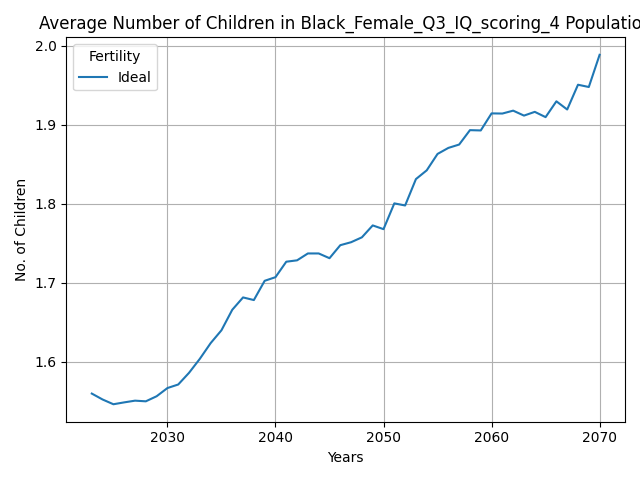 Average Number of Children in Black_Female_Q3_IQ_scoring_4 Populatio
Fertility
Ideal
No. of Children
2.0
1.9
1.8
1.7
1.6
2030 2040 2050 2060 2070
Years